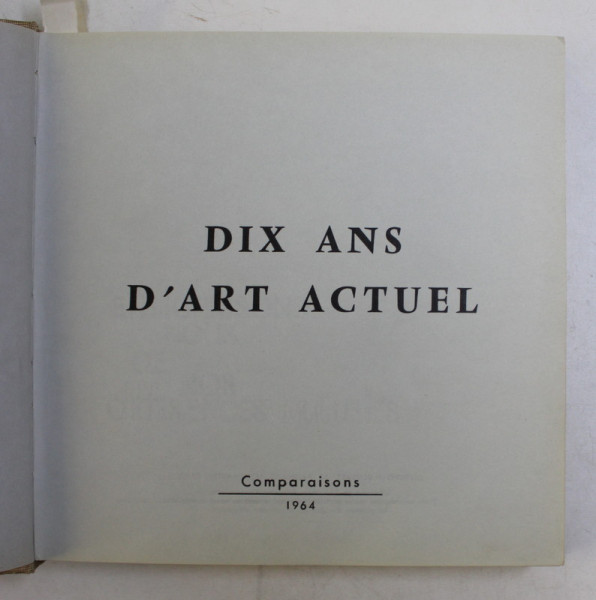 DIX ANS
D'ART ACTUEL
Comparaisons
1964